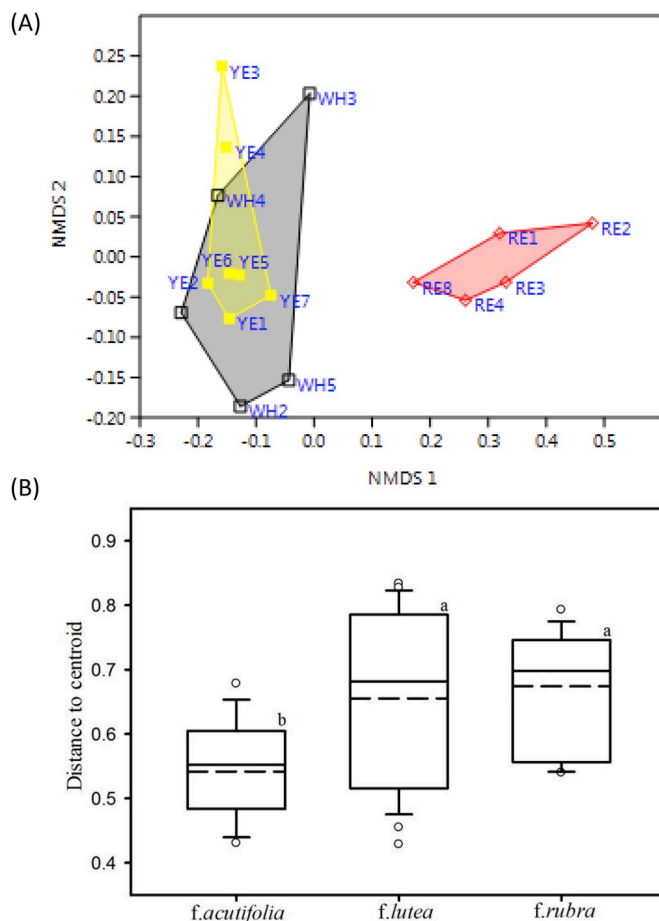 (A)
0.25
0.20
0.15
0.10
0.05
0.00
-0.05
-0.10
-0.15
-0.20
NMDS 2
YE3
WH3
YE4
WH4
YE6 YE5
YE2
YE7
YE1
WH5
WH2
RE1
RE2
RE8
RE3
RE4
-0.3 -0.2 -0.1 0.0 0.1 0.2 0.3 0.4 0.5
NMDS 1
(B)
0.9
0.8
0.7
0.6
0.5
0.4
Distance to centroid
b
a
a
f.acutifolia f.lutea f.rubra